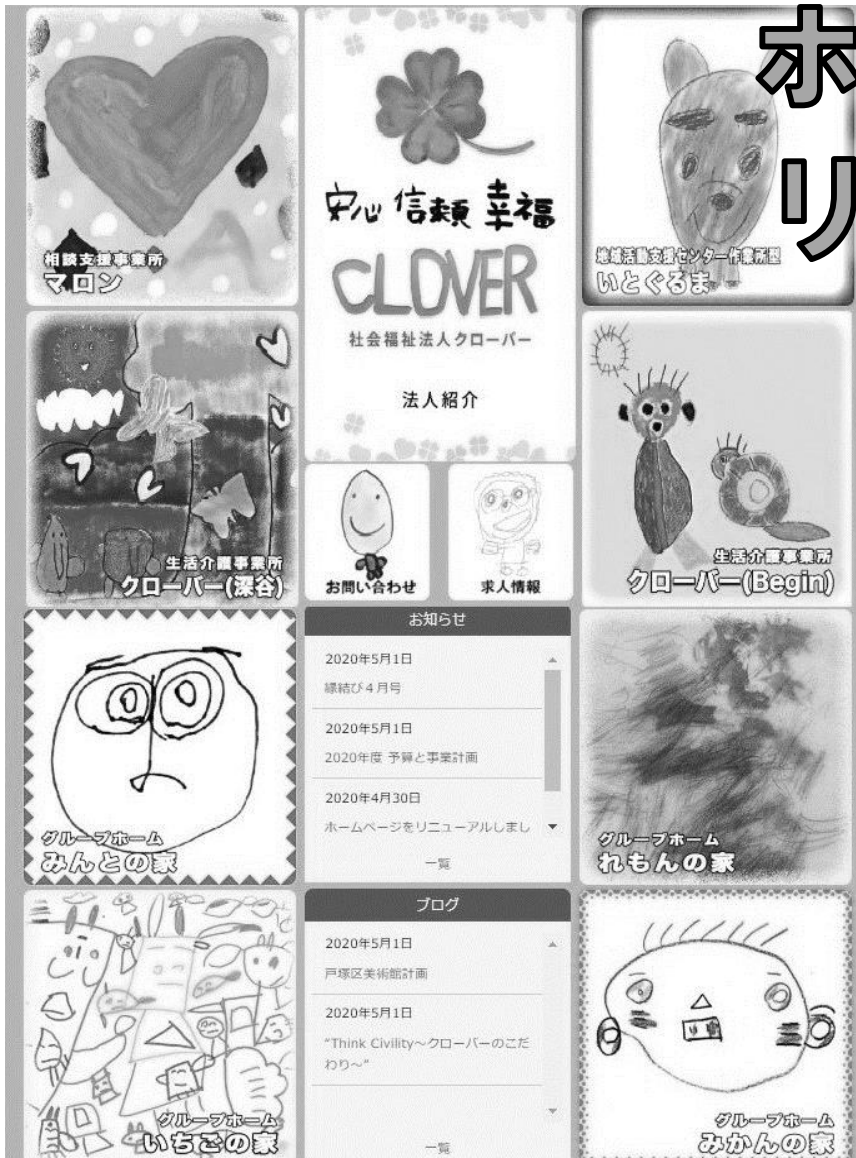 ホ
リ
相談支援事業所
マロン
安心 信頼 幸福
CLOVER
社会福祉法人クローバー
法人紹介
地域活動支援センター作業所型
いとぐるま
生活介護事業所
クローバー(深谷)
お問い合わせ
求人情報
生活介護事業所
クローバー(Begin)
グループホーム
みんとの家
お知らせ
2020年5月1日
縁結び４月号
2020年5月1日
2020年度 予算と事業計画
2020年4月30日
ホームページをリニューアルしまし
一覧
グループホーム
れもんの家
グループホーム
いちごの家
ブログ
2020年5月1日
戸塚区美術館計画
2020年5月1日
“Think Civility～クローバーのこだ
わり～”
一覧
グループホーム
みかんの家